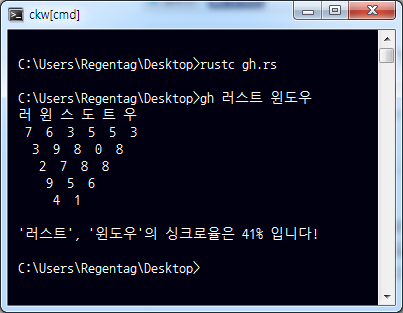 ckw[cmd]
C:\Users\Regentag\Desktop>rustc gh.rs
C:\Users\Regentag\Desktop>gh 러스트 윈도우
러 윈 스 도 트 우
7 6 3 5 5 3
3 9 8 0 8
2 7 8 8
9 5 6
4 1
'러스트', '윈도우'의 싱크로율은 41% 입니다!
C:\Users\Regentag\Desktop>